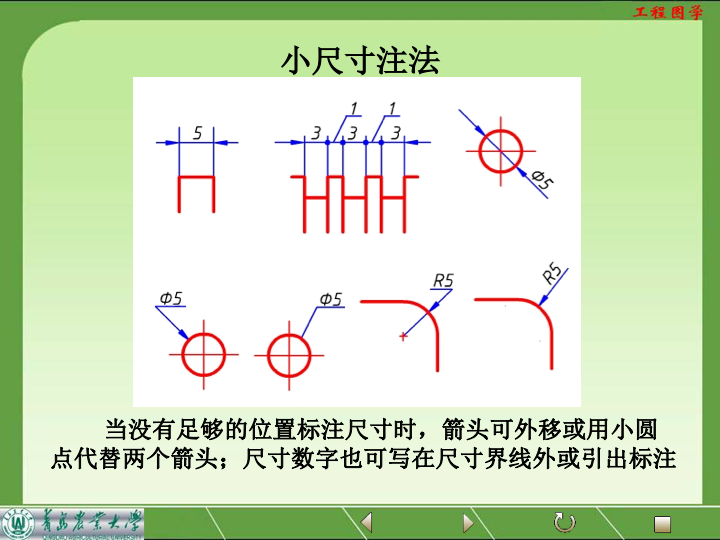 工程图学
小尺寸注法
5
3 1 3 1 3
Φ5
Φ5
Φ5
R5
R5
当没有足够的位置标注尺寸时，箭头可外移或用小圆
点代替两个箭头；尺寸数字也可写在尺寸界线外或引出标注
青岛农业大学